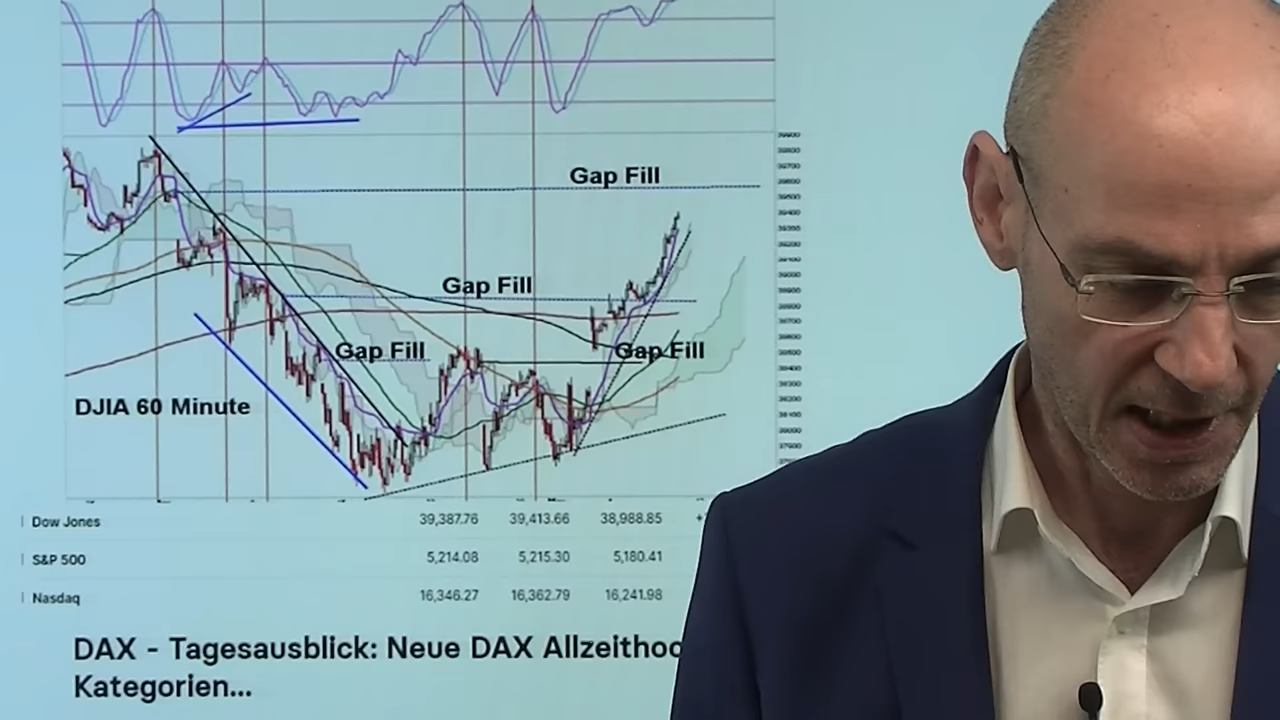 Gap Fill
Gap Fill
Gap Fill
Gap Fill
DJIA 60 Minute
Dow Jones 39,387.76 39,413.66 38,988.85
S&P 500 5,214.08 5,215.30 5,180.41
Nasdaq 16,346.27 16,362.79 16,241.98
DAX - Tagesausblick: Neue DAX Allzeithoc
Kategorien...